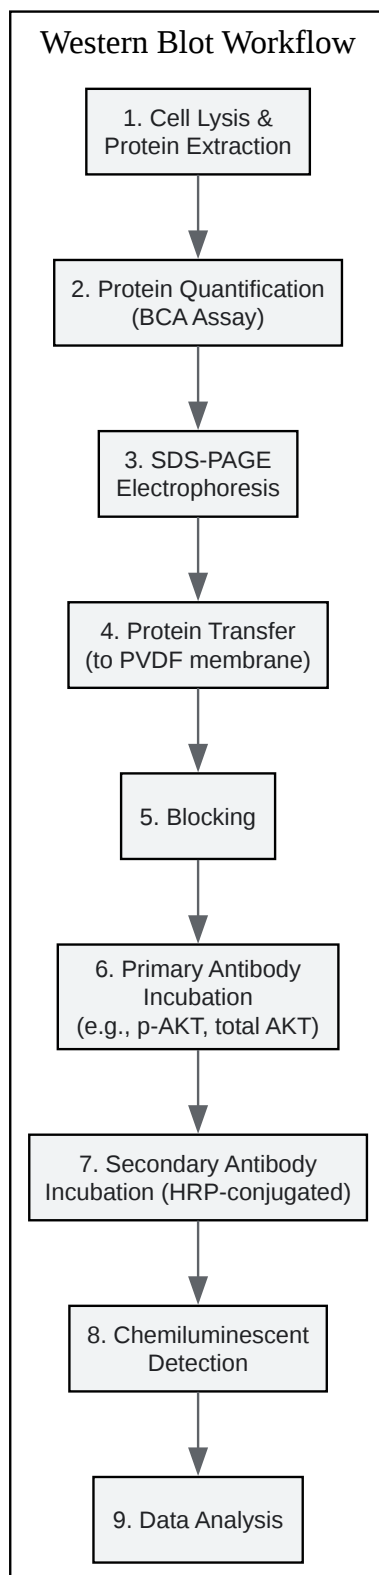 Western Blot Workflow
1. Cell Lysis &
Protein Extraction
2. Protein Quantification
(BCA Assay)
3. SDS-PAGE
Electrophoresis
4. Protein Transfer
(to PVDF membrane)
5. Blocking
6. Primary Antibody
Incubation
(e.g., p-AKT, total AKT)
7. Secondary Antibody
Incubation (HRP-conjugated)
8. Chemiluminescent
Detection
9. Data Analysis